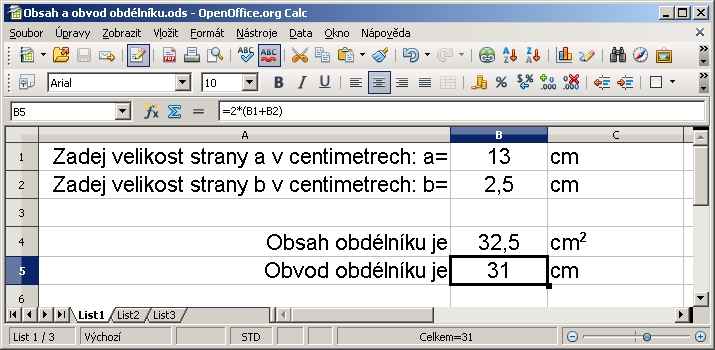 Obsah a obvod obdélníku.ods - OpenOffice.org Calc
Soubor Úpravy Zobrazit Vložit Formát Nástroje Data Okno Nápověda
Arial 10 B I U
B5 =2*(B1+B2)
A B C
1 Zadej velikost strany a v centimetrech: a= 13 cm
2 Zadej velikost strany b v centimetrech: b= 2,5 cm
3
4 Obsah obdélníku je 32,5 cm²
5 Obvod obdélníku je 31 cm
6
List1 List2 List3
List 1 / 3 Výchozí STD Celkem=31